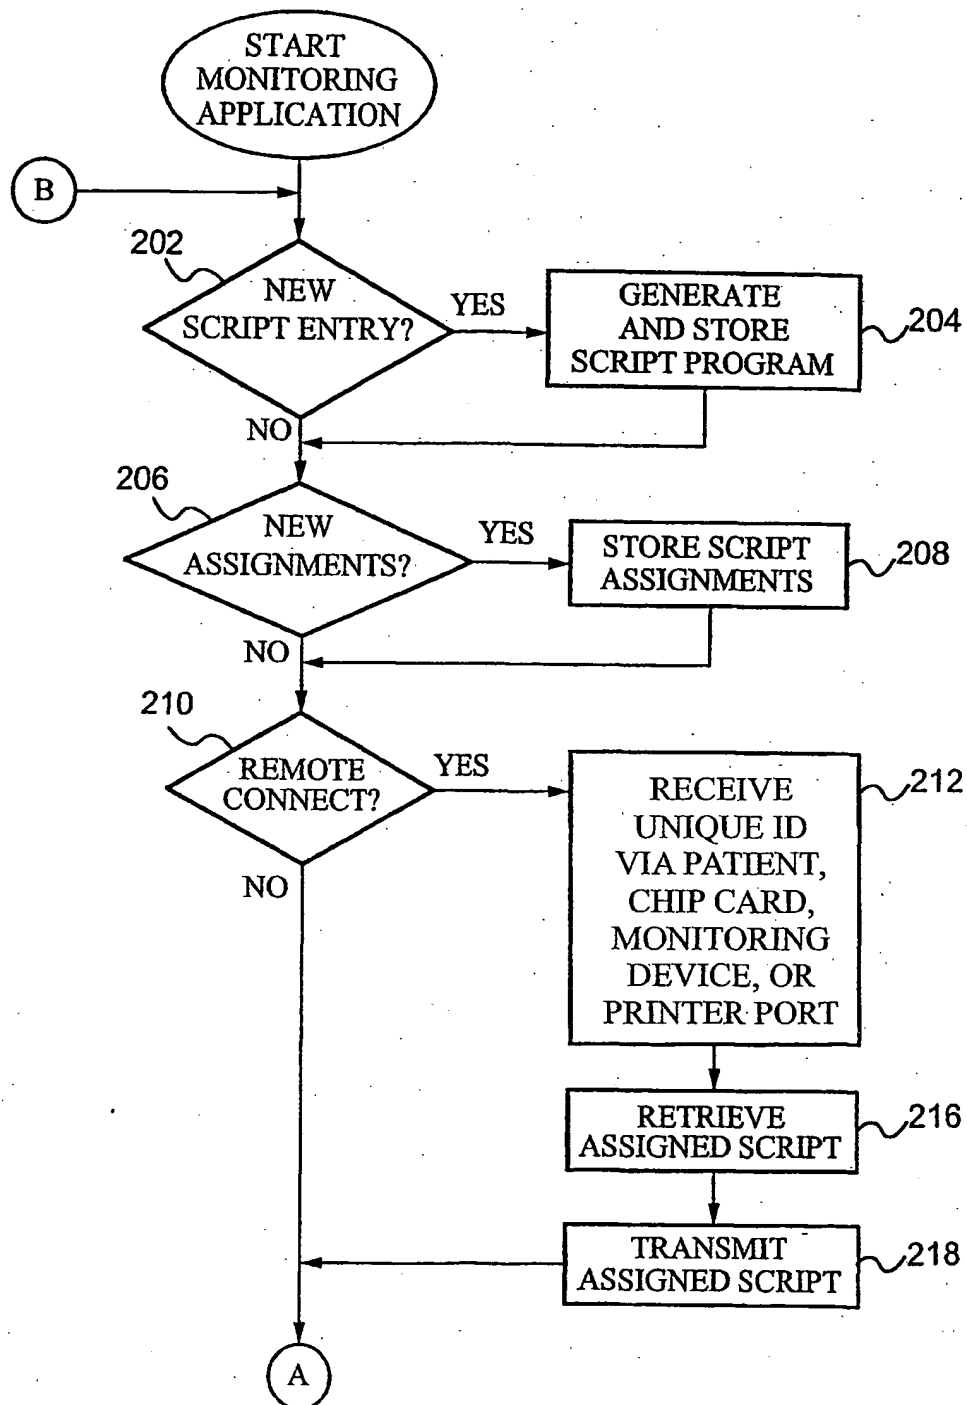 START
MONITORING
APPLICATION
B
202
NEW
SCRIPT ENTRY?
YES
GENERATE
AND STORE
SCRIPT PROGRAM
204
NO
206
NEW
ASSIGNMENTS?
YES
STORE SCRIPT
ASSIGNMENTS
208
NO
210
REMOTE
CONNECT?
YES
RECEIVE
UNIQUE ID
VIA PATIENT,
CHIP CARD,
MONITORING
DEVICE, OR
PRINTER PORT
212
NO
RETRIEVE
ASSIGNED SCRIPT
216
TRANSMIT
ASSIGNED SCRIPT
218
A